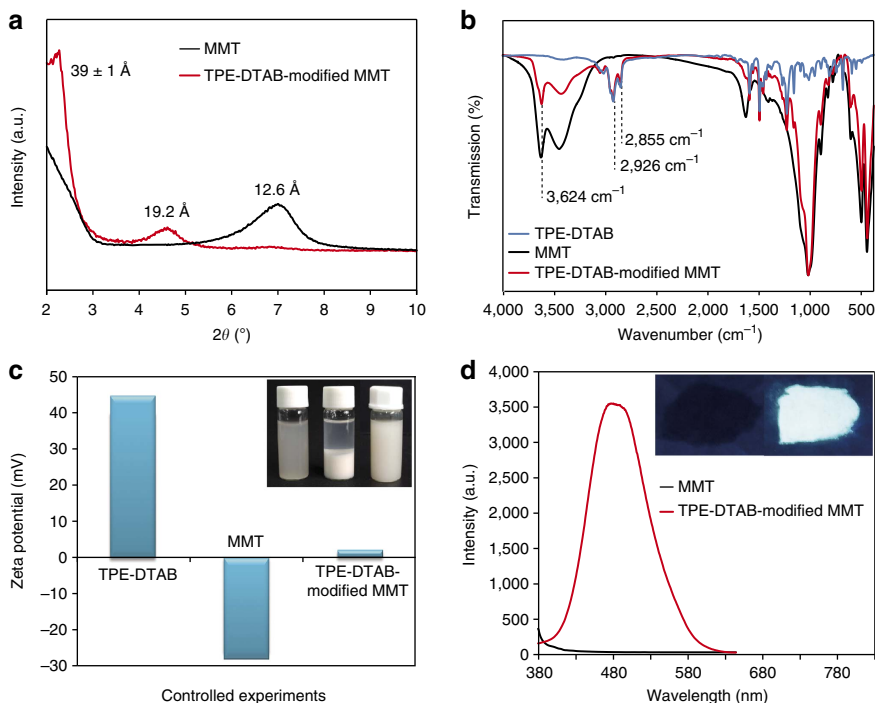 a
Intensity (a.u.)
39 ± 1 Å
MMT
TPE-DTAB-modified MMT
19.2 Å
12.6 Å
2 3 4 5 6 7 8 9 10
2θ (°)
b
Transmission (%)
2,855 cm⁻¹
2,926 cm⁻¹
3,624 cm⁻¹
TPE-DTAB
MMT
TPE-DTAB-modified MMT
4,000 3,500 3,000 2,500 2,000 1,500 1,000 500
Wavenumber (cm⁻¹)
c
Zeta potential (mV)
50
40
30
20
10
0
–10
–20
–30
TPE-DTAB
MMT
TPE-DTAB-
modified MMT
Controlled experiments
d
Intensity (a.u.)
4,000
3,500
3,000
2,500
2,000
1,500
1,000
500
0
MMT
TPE-DTAB-modified MMT
380 480 580 680 780
Wavelength (nm)